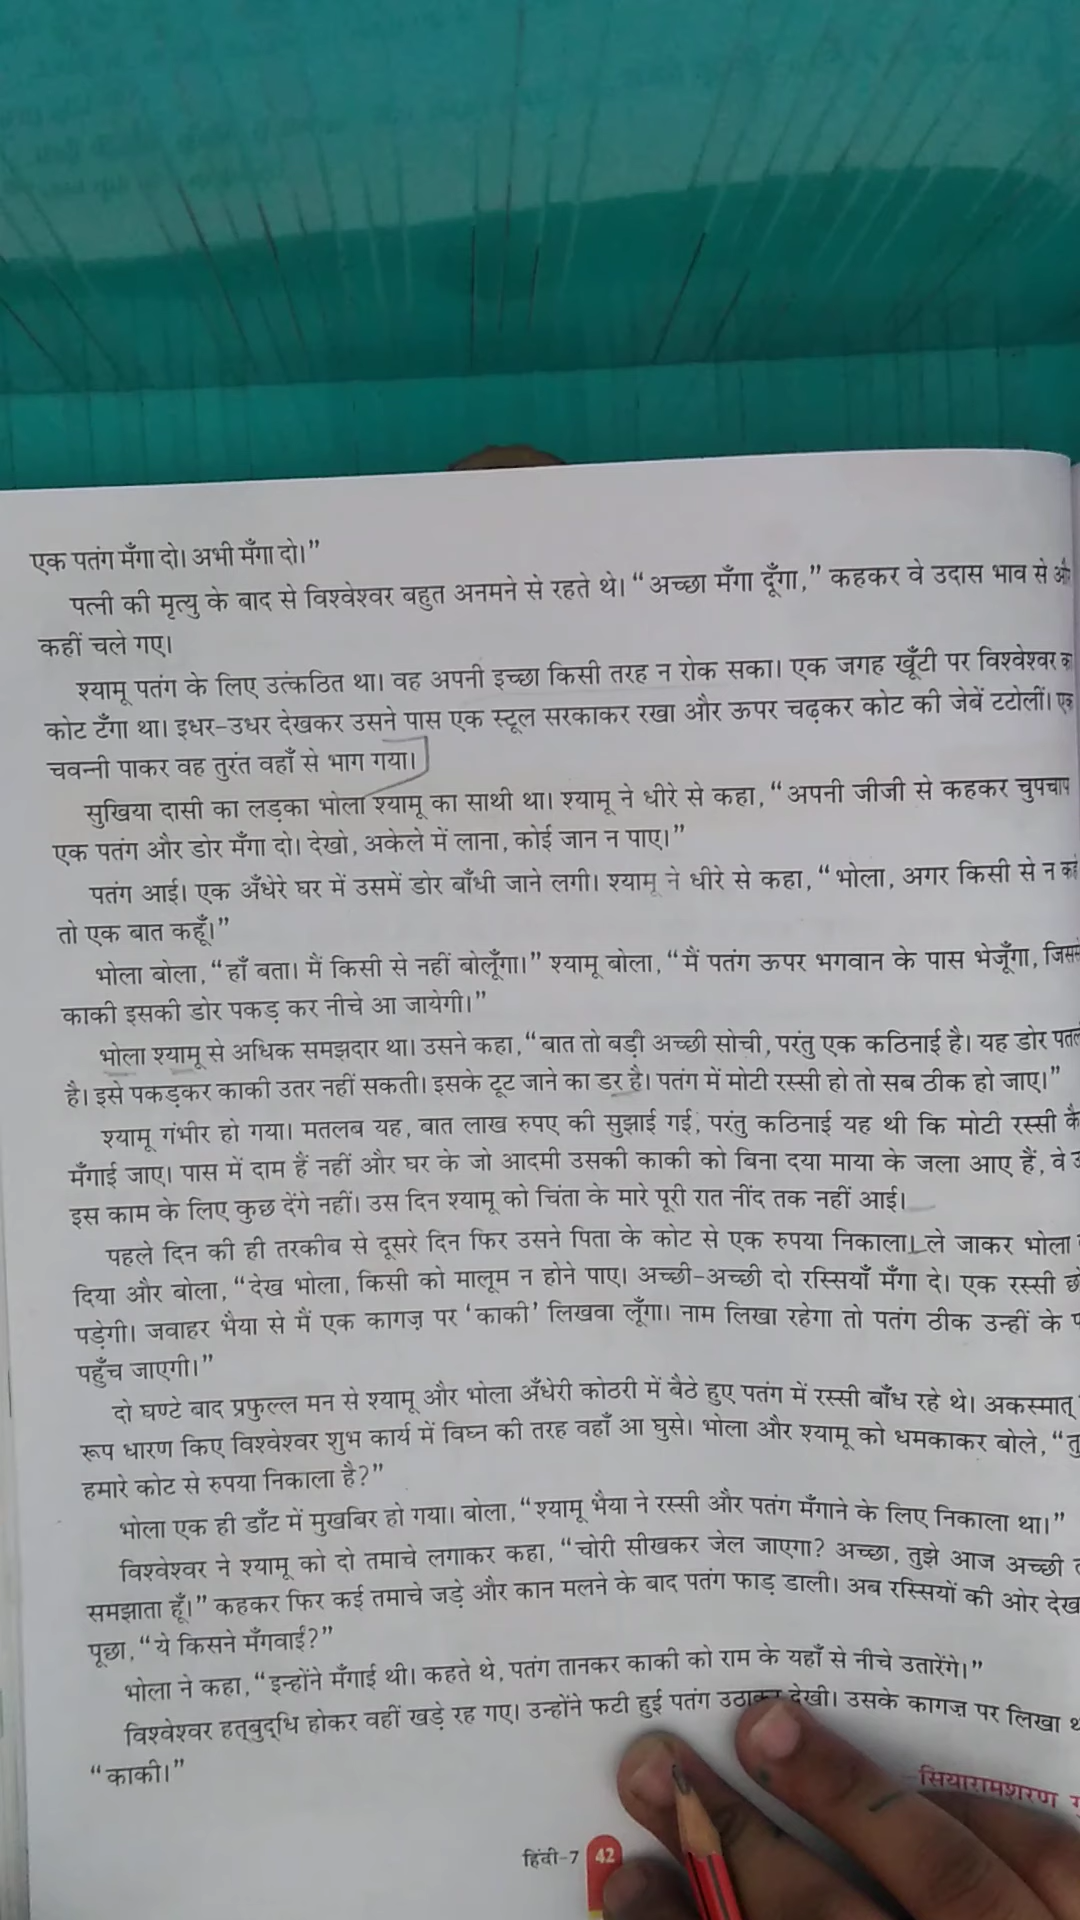 एक पतंग मँगा दो। अभी मँगा दो।”
पत्नी की मृत्यु के बाद से विश्वेश्वर बहुत अनमने से रहते थे। “अच्छा मँगा दूँगा,” कहकर वे उदास भाव से
कहीं चले गए।
श्यामू पतंग के लिए उत्कंठित था। वह अपनी इच्छा किसी तरह न रोक सका। एक जगह खूँटी पर विश्वेश्वर का
कोट टँगा था। इधर-उधर देखकर उसने पास एक स्टूल सरकाकर रखा और ऊपर चढ़कर कोट की जेबें टटोलीं। एक
चवन्नी पाकर वह तुरंत वहाँ से भाग गया।
सुखिया दासी का लड़का भोला श्यामू का साथी था। श्यामू ने धीरे से कहा, “अपनी जीजी से कहकर चुपचाप
एक पतंग और डोर मँगा दो। देखो, अकेले में लाना, कोई जान न पाए।”
पतंग आई। एक अँधेरे घर में उसमें डोर बाँधी जाने लगी। श्यामू ने धीरे से कहा, “भोला, अगर किसी से न
तो एक बात कहूँ।”
भोला बोला, “हाँ बता। मैं किसी से नहीं बोलूँगा।” श्यामू बोला, “मैं पतंग ऊपर भगवान के पास भेजूँगा,
काकी इसकी डोर पकड़ कर नीचे आ जायेगी।”
भोला श्यामू से अधिक समझदार था। उसने कहा, “बात तो बड़ी अच्छी सोची, परंतु एक कठिनाई है। यह डोर
है। इसे पकड़कर काकी उतर नहीं सकती। इसके टूट जाने का डर है। पतंग में मोटी रस्सी हो तो सब ठीक हो जाए।”
श्यामू गंभीर हो गया। मतलब यह, बात लाख रुपए की सुझाई गई, परंतु कठिनाई यह थी कि मोटी रस्सी
मँगाई जाए। पास में दाम हैं नहीं और घर के जो आदमी उसकी काकी को बिना दया माया के जला आए हैं, वे
इस काम के लिए कुछ देंगे नहीं। उस दिन श्यामू को चिंता के मारे पूरी रात नींद तक नहीं आई।
पहले दिन की ही तरकीब से दूसरे दिन फिर उसने पिता के कोट से एक रुपया निकाला। ले जाकर भोला
दिया और बोला, “देख भोला, किसी को मालूम न होने पाए। अच्छी-अच्छी दो रस्सियाँ मँगा दे। एक रस्सी
पड़ेगी। जवाहर भैया से मैं एक कागज़ पर ‘काकी’ लिखवा लूँगा। नाम लिखा रहेगा तो पतंग ठीक उन्हीं के
पहुँच जाएगी।”
दो घण्टे बाद प्रफुल्ल मन से श्यामू और भोला अँधेरी कोठरी में बैठे हुए पतंग में रस्सी बाँध रहे थे। अकस्मात्
रूप धारण किए विश्वेश्वर शुभ कार्य में विघ्न की तरह वहाँ आ घुसे। भोला और श्यामू को धमकाकर बोले,
हमारे कोट से रुपया निकाला है?”
भोला एक ही डाँट में मुखबिर हो गया। बोला, “श्यामू भैया ने रस्सी और पतंग मँगाने के लिए निकाला था।”
विश्वेश्वर ने श्यामू को दो तमाचे लगाकर कहा, “चोरी सीखकर जेल जाएगा? अच्छा, तुझे आज अच्छी
समझाता हूँ।” कहकर फिर कई तमाचे जड़े और कान मलने के बाद पतंग फाड़ डाली। अब रस्सियों की ओर
पूछा, “ये किसने मँगवाईं?”
भोला ने कहा, “इन्होंने मँगाई थी। कहते थे, पतंग तानकर काकी को राम के यहाँ से नीचे उतारेंगे।”
विश्वेश्वर हत्‌बुद्‌धि होकर वहीं खड़े रह गए। उन्होंने फटी हुई पतंग उठाकर देखी। उसके कागज़ पर लिखा
“काकी।”
सियारामशरण
हिंदी-7 42